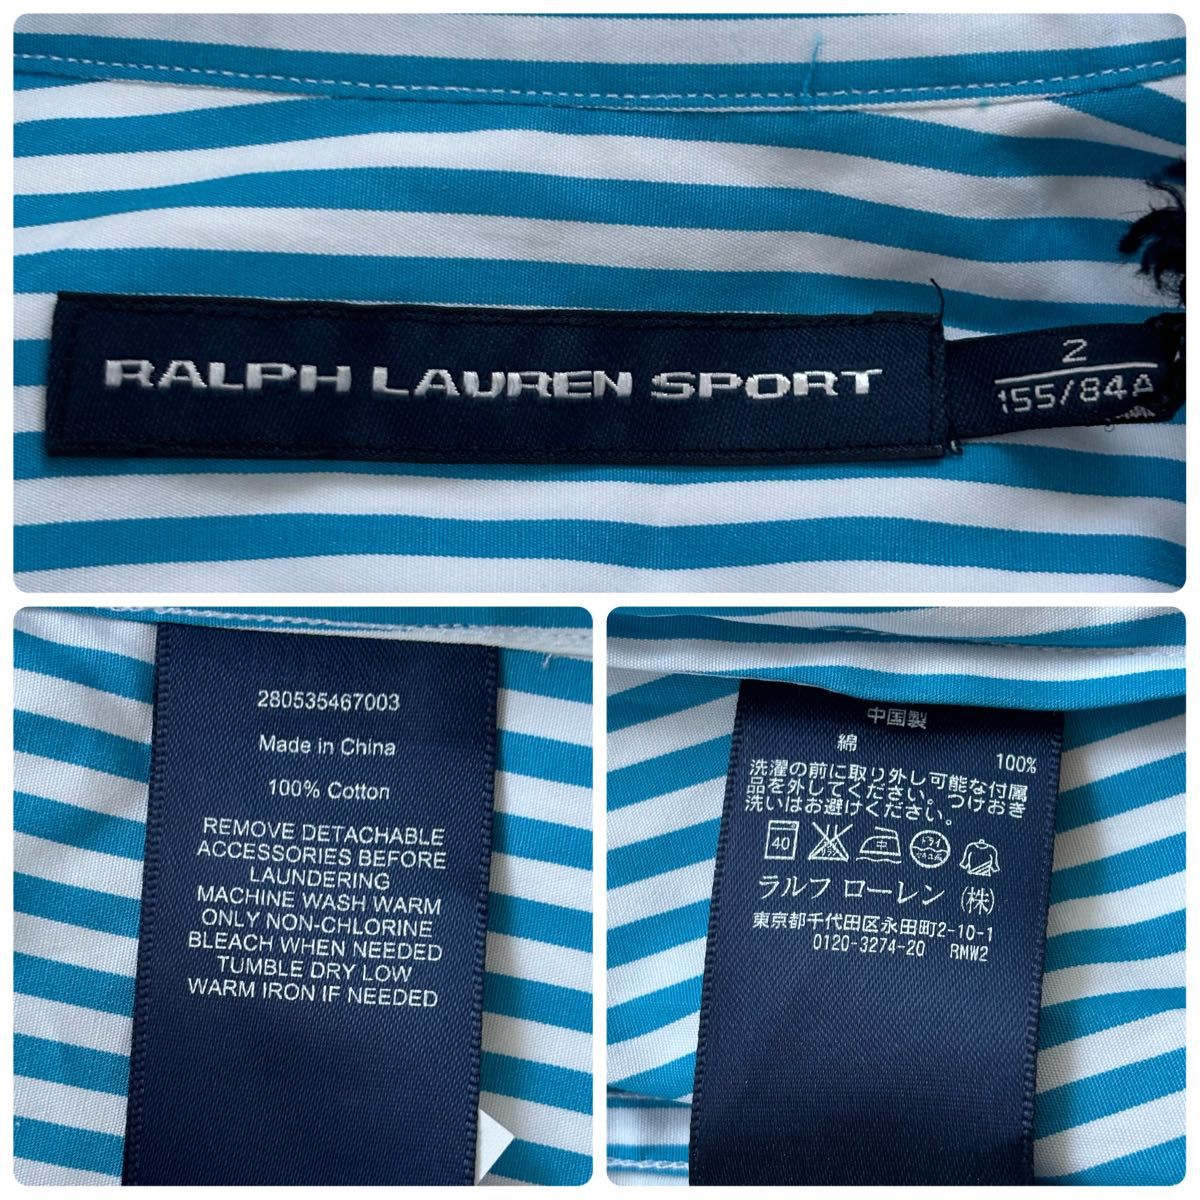 RALPH LAUREN SPORT
2
155/84A
280535467003
Made in China
100% Cotton
REMOVE DETACHABLE
ACCESSORIES BEFORE
LAUNDERING
MACHINE WASH WARM
ONLY NON-CHLORINE
BLEACH WHEN NEEDED
TUMBLE DRY LOW
WARM IRON IF NEEDED
中国製
綿 100%
洗濯の前に取り外し可能な付属
品を外してください。つけおき
洗いはお避けください。
40 中 ドライ
ラルフ ローレン (株)
東京都千代田区永田町2-10-1
0120-3274-20 RMW2